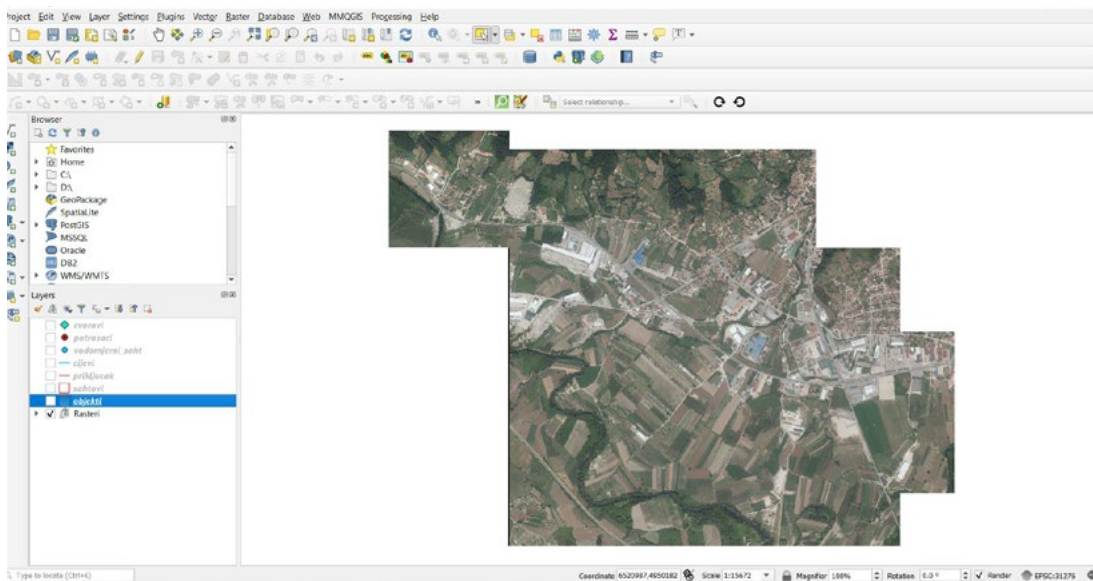 Project Edit View Layer Settings Plugins Vector Raster Database Web MMQGIS Processing Help
Select relationship...
Browser
Favorites
Home
C:\
D:\
GeoPackage
SpatiaLite
PostGIS
MSSQL
Oracle
DB2
WMS/WMTS
Layers
cvorovi
potrosaci
vodomjerni_saht
cijevi
prikljucak
sahtovi
objekti
Rasteri
Type to locate (Ctrl+K)
Coordinate 6520987,4950182 Scale 1:15672 Magnifier 100% Rotation 0.0 ° Render EPSG:31276